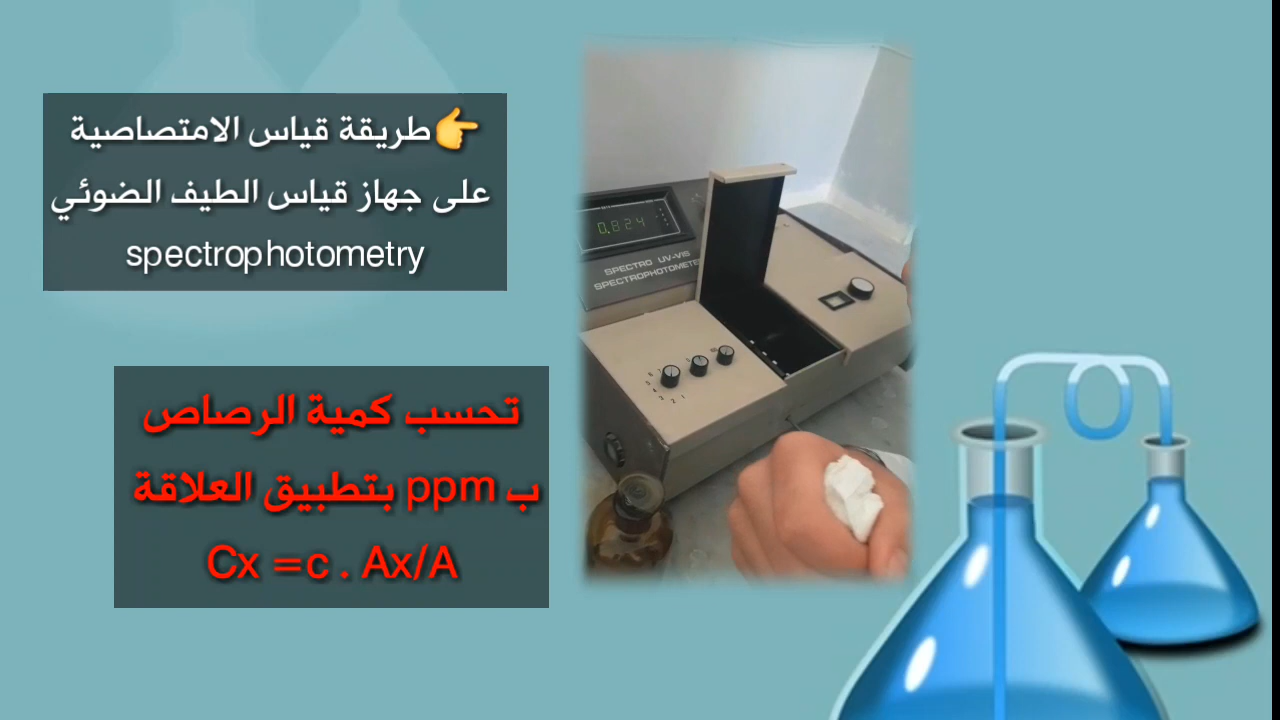 👉طريقة قياس الامتصاصية
على جهاز قياس الطيف الضوئي
spectrophotometry
تحسب كمية الرصاص
ب ppm بتطبيق العلاقة
Cx =c . Ax/A
0.824
SPECTRO UV-VIS